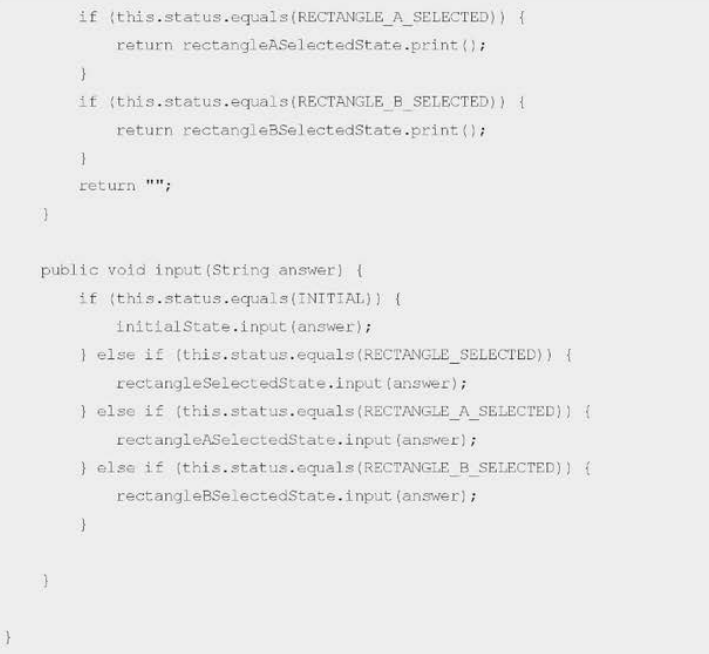 if (this.status.equals(RECTANGLE_A_SELECTED)) {
            return rectangleASelectedState.print();
        }
        if (this.status.equals(RECTANGLE_B_SELECTED)) {
            return rectangleBSelectedState.print();
        }
        return "";
    }

    public void input(String answer) {
        if (this.status.equals(INITIAL)) {
            initialState.input(answer);
        } else if (this.status.equals(RECTANGLE_SELECTED)) {
            rectangleSelectedState.input(answer);
        } else if (this.status.equals(RECTANGLE_A_SELECTED)) {
            rectangleASelectedState.input(answer);
        } else if (this.status.equals(RECTANGLE_B_SELECTED)) {
            rectangleBSelectedState.input(answer);
        }

    }

}